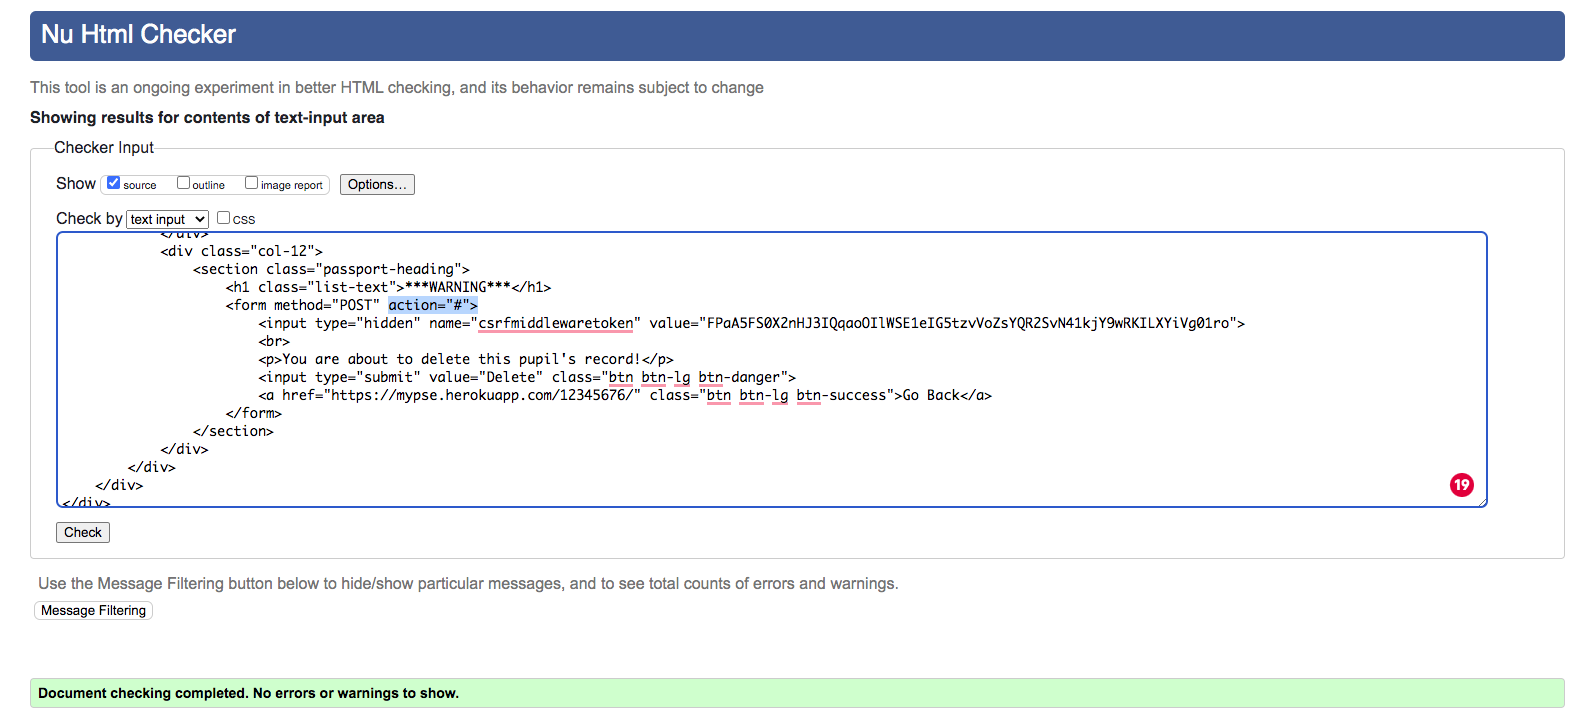 Nu Html Checker
This tool is an ongoing experiment in better HTML checking, and its behavior remains subject to change
Showing results for contents of text-input area
Checker Input
Show source outline image report Options...
Check by text input css
</div>
<div class="col-12">
<section class="passport-heading">
<h1 class="list-text">***WARNING***</h1>
<form method="POST" action="#">
<input type="hidden" name="csrfmiddlewaretoken" value="FPaA5FS0X2nHJ3IQqaoOIlWSE1eIG5tzvVoZsYQR2SvN41kjY9wRKILXYiVg01ro">
<br>
<p>You are about to delete this pupil's record!</p>
<input type="submit" value="Delete" class="btn btn-lg btn-danger">
<a href="https://mypse.herokuapp.com/12345676/" class="btn btn-lg btn-success">Go Back</a>
</form>
</section>
</div>
</div>
</div>
</div>
19
Check
Use the Message Filtering button below to hide/show particular messages, and to see total counts of errors and warnings.
Message Filtering
Document checking completed. No errors or warnings to show.